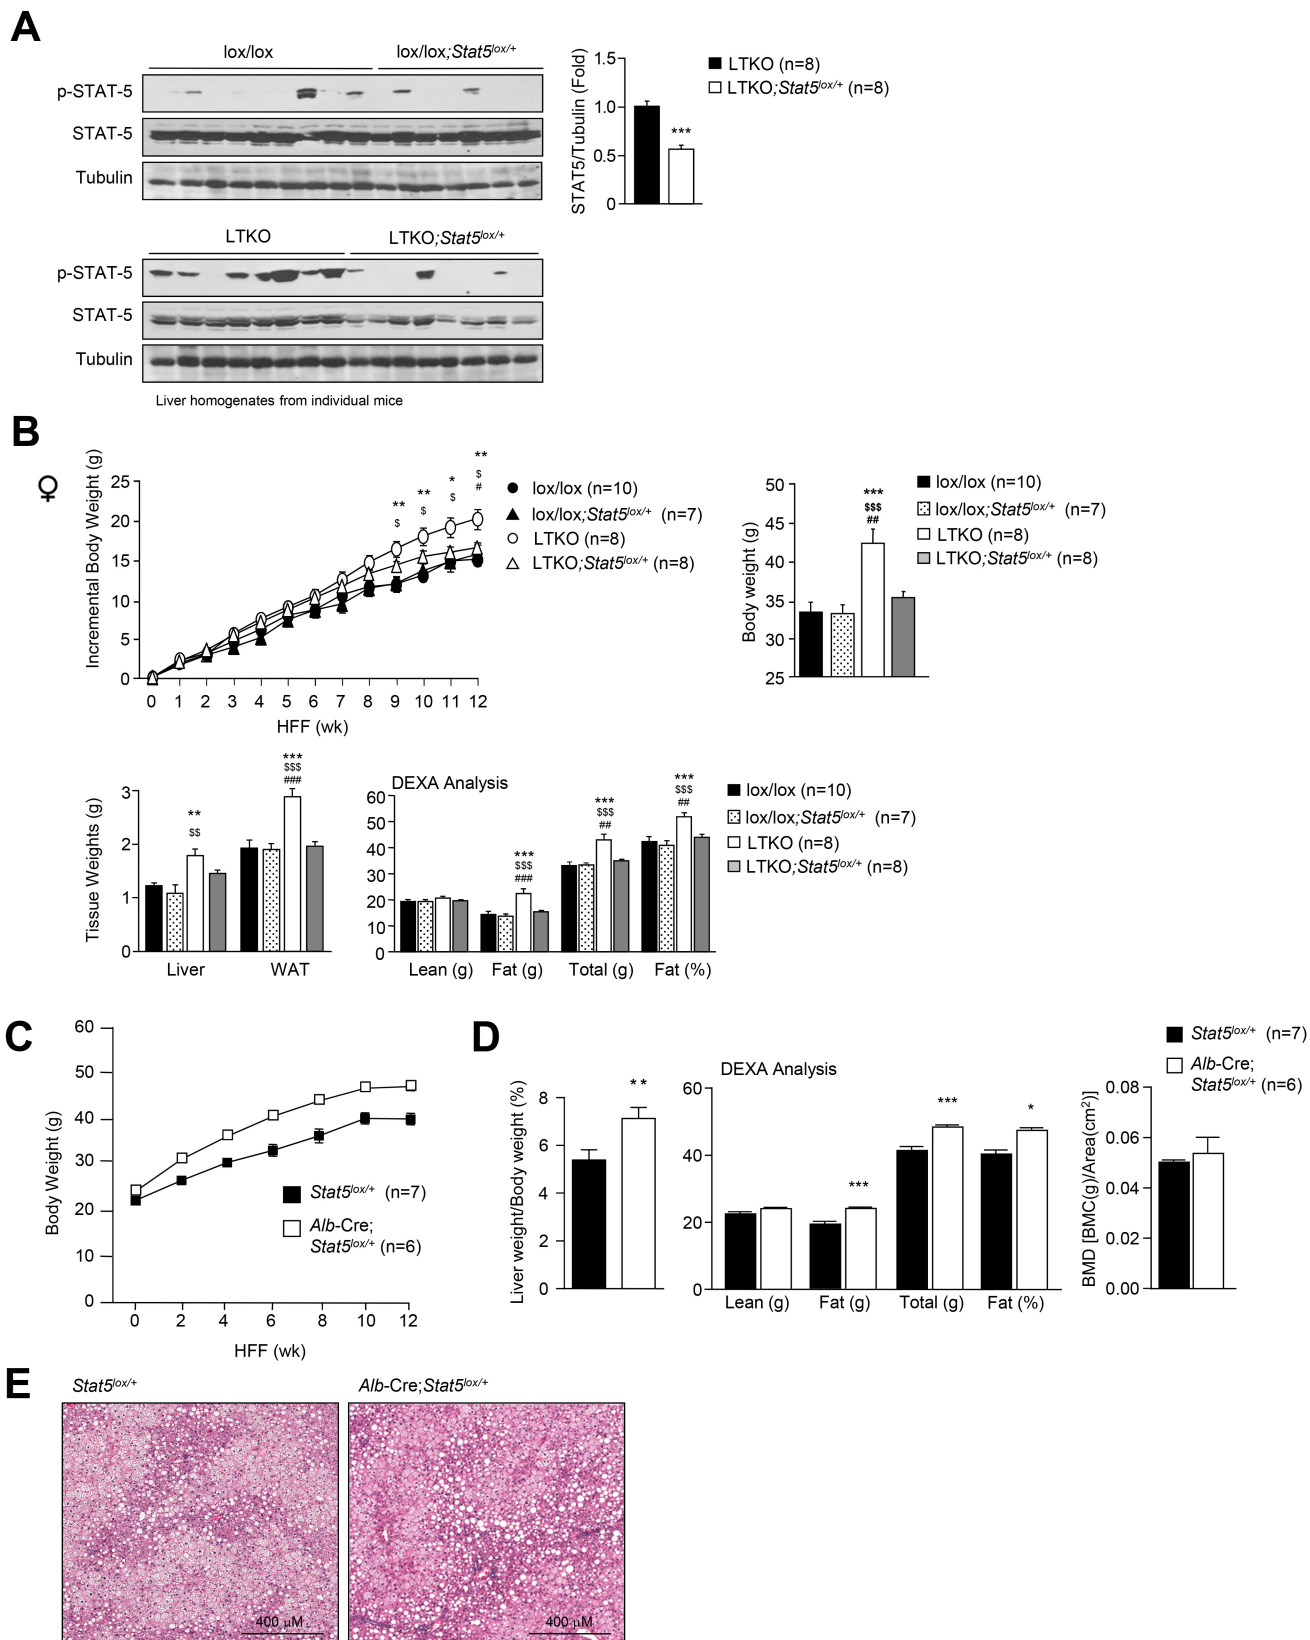 A
lox/lox
lox/lox;Stat5lox/+
p-STAT-5
STAT-5
Tubulin
STAT5/Tubulin (Fold)
1.5
1.0
0.5
0
***
LTKO (n=8)
LTKO;Stat5lox/+ (n=8)
LTKO
LTKO;Stat5lox/+
p-STAT-5
STAT-5
Tubulin
Liver homogenates from individual mice
B
♀
Incremental Body Weight (g)
25
20
15
10
5
0
** $
** $
* $
** $ #
0 1 2 3 4 5 6 7 8 9 10 11 12
HFF (wk)
lox/lox (n=10)
lox/lox;Stat5lox/+ (n=7)
LTKO (n=8)
LTKO;Stat5lox/+ (n=8)
Body weight (g)
50
45
40
35
30
25
***
$$$
##
lox/lox (n=10)
lox/lox;Stat5lox/+ (n=7)
LTKO (n=8)
LTKO;Stat5lox/+ (n=8)
Tissue Weights (g)
3
2
1
0
**
$$
***
$$$
###
Liver WAT
DEXA Analysis
60
50
40
30
20
10
0
***
$$$
###
***
$$$
##
***
$$$
##
Lean (g) Fat (g) Total (g) Fat (%)
lox/lox (n=10)
lox/lox;Stat5lox/+ (n=7)
LTKO (n=8)
LTKO;Stat5lox/+ (n=8)
C
Body Weight (g)
60
50
40
30
20
10
0
0 2 4 6 8 10 12
HFF (wk)
Stat5lox/+ (n=7)
Alb-Cre;
Stat5lox/+ (n=6)
D
Liver weight/Body weight (%)
8
6
4
2
0
**
DEXA Analysis
60
40
20
0
***
***
*
Lean (g) Fat (g) Total (g) Fat (%)
Stat5lox/+ (n=7)
Alb-Cre;
Stat5lox/+ (n=6)
BMD [BMC(g)/Area(cm2)]
0.08
0.06
0.04
0.02
0.00
E
Stat5lox/+
Alb-Cre;Stat5lox/+
400 µM
400 µM